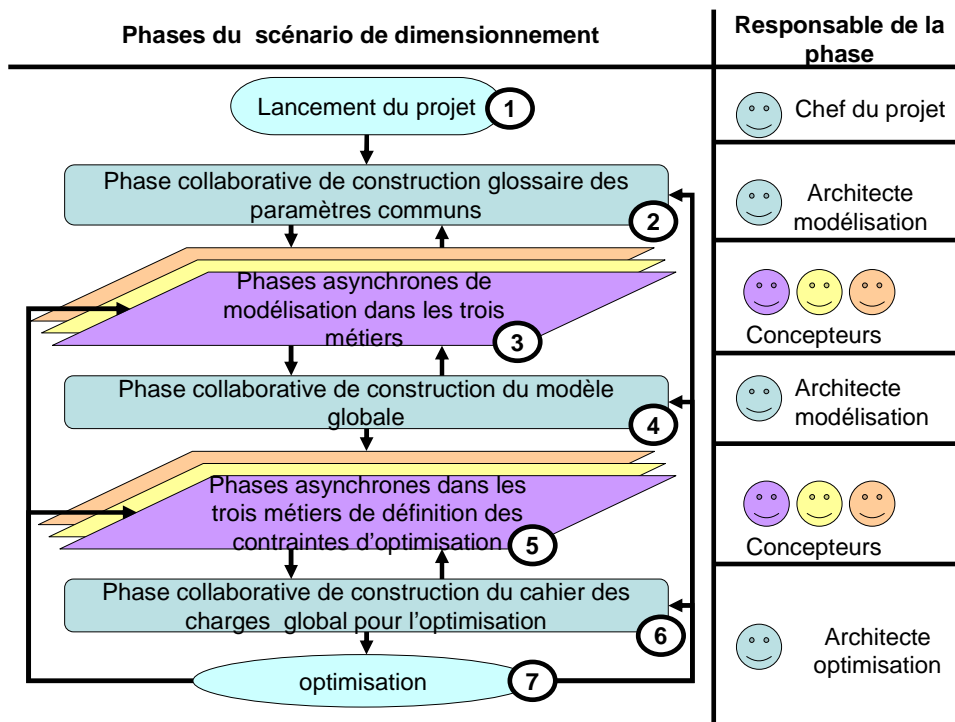 Phases du scénario de dimensionnement
Responsable de la
phase
Lancement du projet
1
Chef du projet
Phase collaborative de construction glossaire des
paramètres communs
2
Architecte
modélisation
Phases asynchrones de
modélisation dans les trois
métiers
3
Concepteurs
Phase collaborative de construction du modèle
globale
4
Architecte
modélisation
Phases asynchrones dans les
trois métiers de définition des
contraintes d'optimisation
5
Concepteurs
Phase collaborative de construction du cahier des
charges global pour l'optimisation
6
Architecte
optimisation
optimisation
7